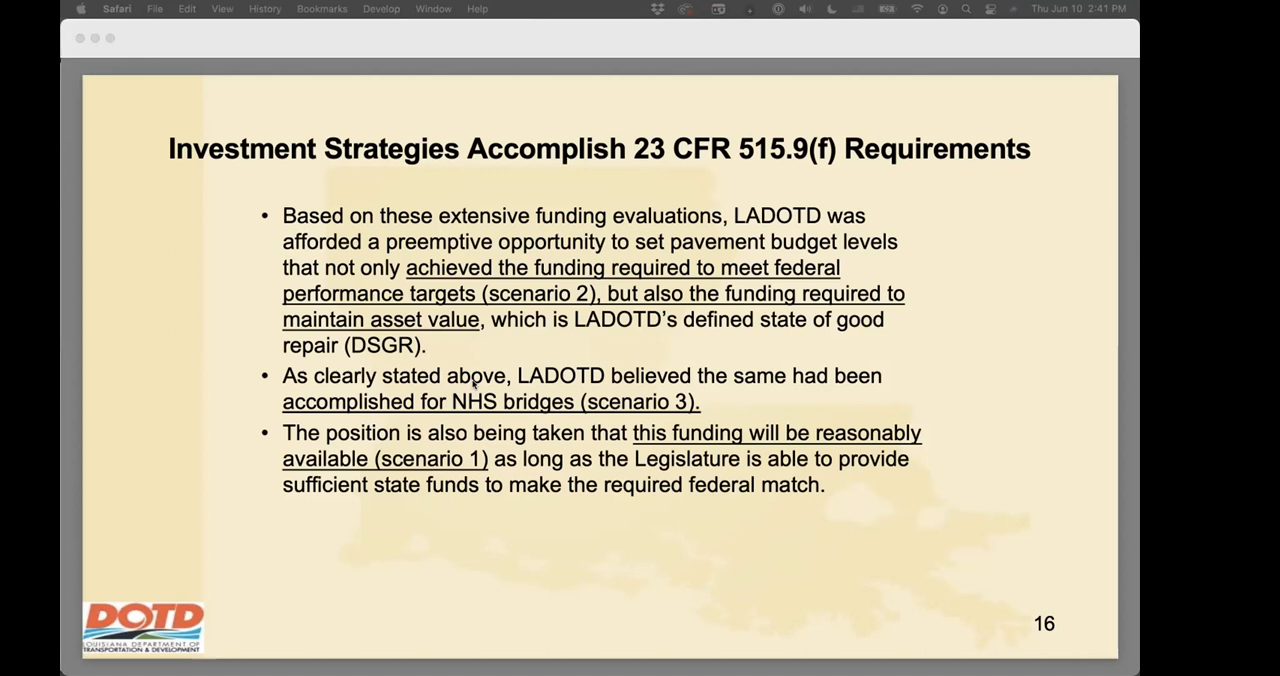 Safari File Edit View History Bookmarks Develop Window Help Thu Jun 10 2:41 PM
Investment Strategies Accomplish 23 CFR 515.9(f) Requirements
• Based on these extensive funding evaluations, LADOTD was
afforded a preemptive opportunity to set pavement budget levels
that not only achieved the funding required to meet federal
performance targets (scenario 2), but also the funding required to
maintain asset value, which is LADOTD’s defined state of good
repair (DSGR).
• As clearly stated above, LADOTD believed the same had been
accomplished for NHS bridges (scenario 3).
• The position is also being taken that this funding will be reasonably
available (scenario 1) as long as the Legislature is able to provide
sufficient state funds to make the required federal match.
DOTD
LOUISIANA DEPARTMENT OF
TRANSPORTATION & DEVELOPMENT
16